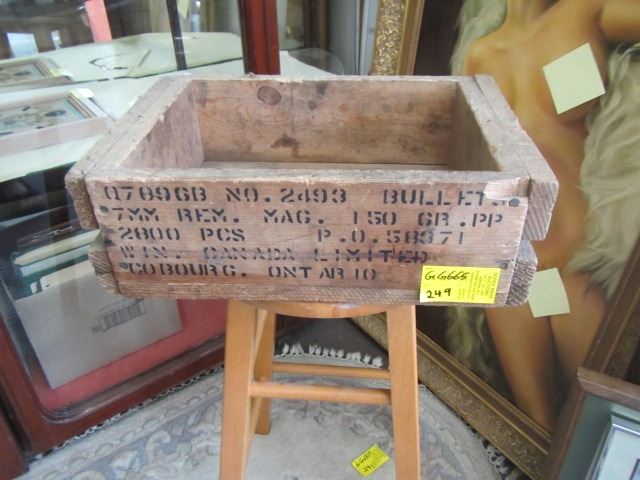 Q7896B NO. 2493 BULLETS
7MM REM. MAG. 150 GR. PP
2800 PCS P.O. 58371
WIN. CANADA LIMITED
COBOURG. ONTARIO
GG665
249